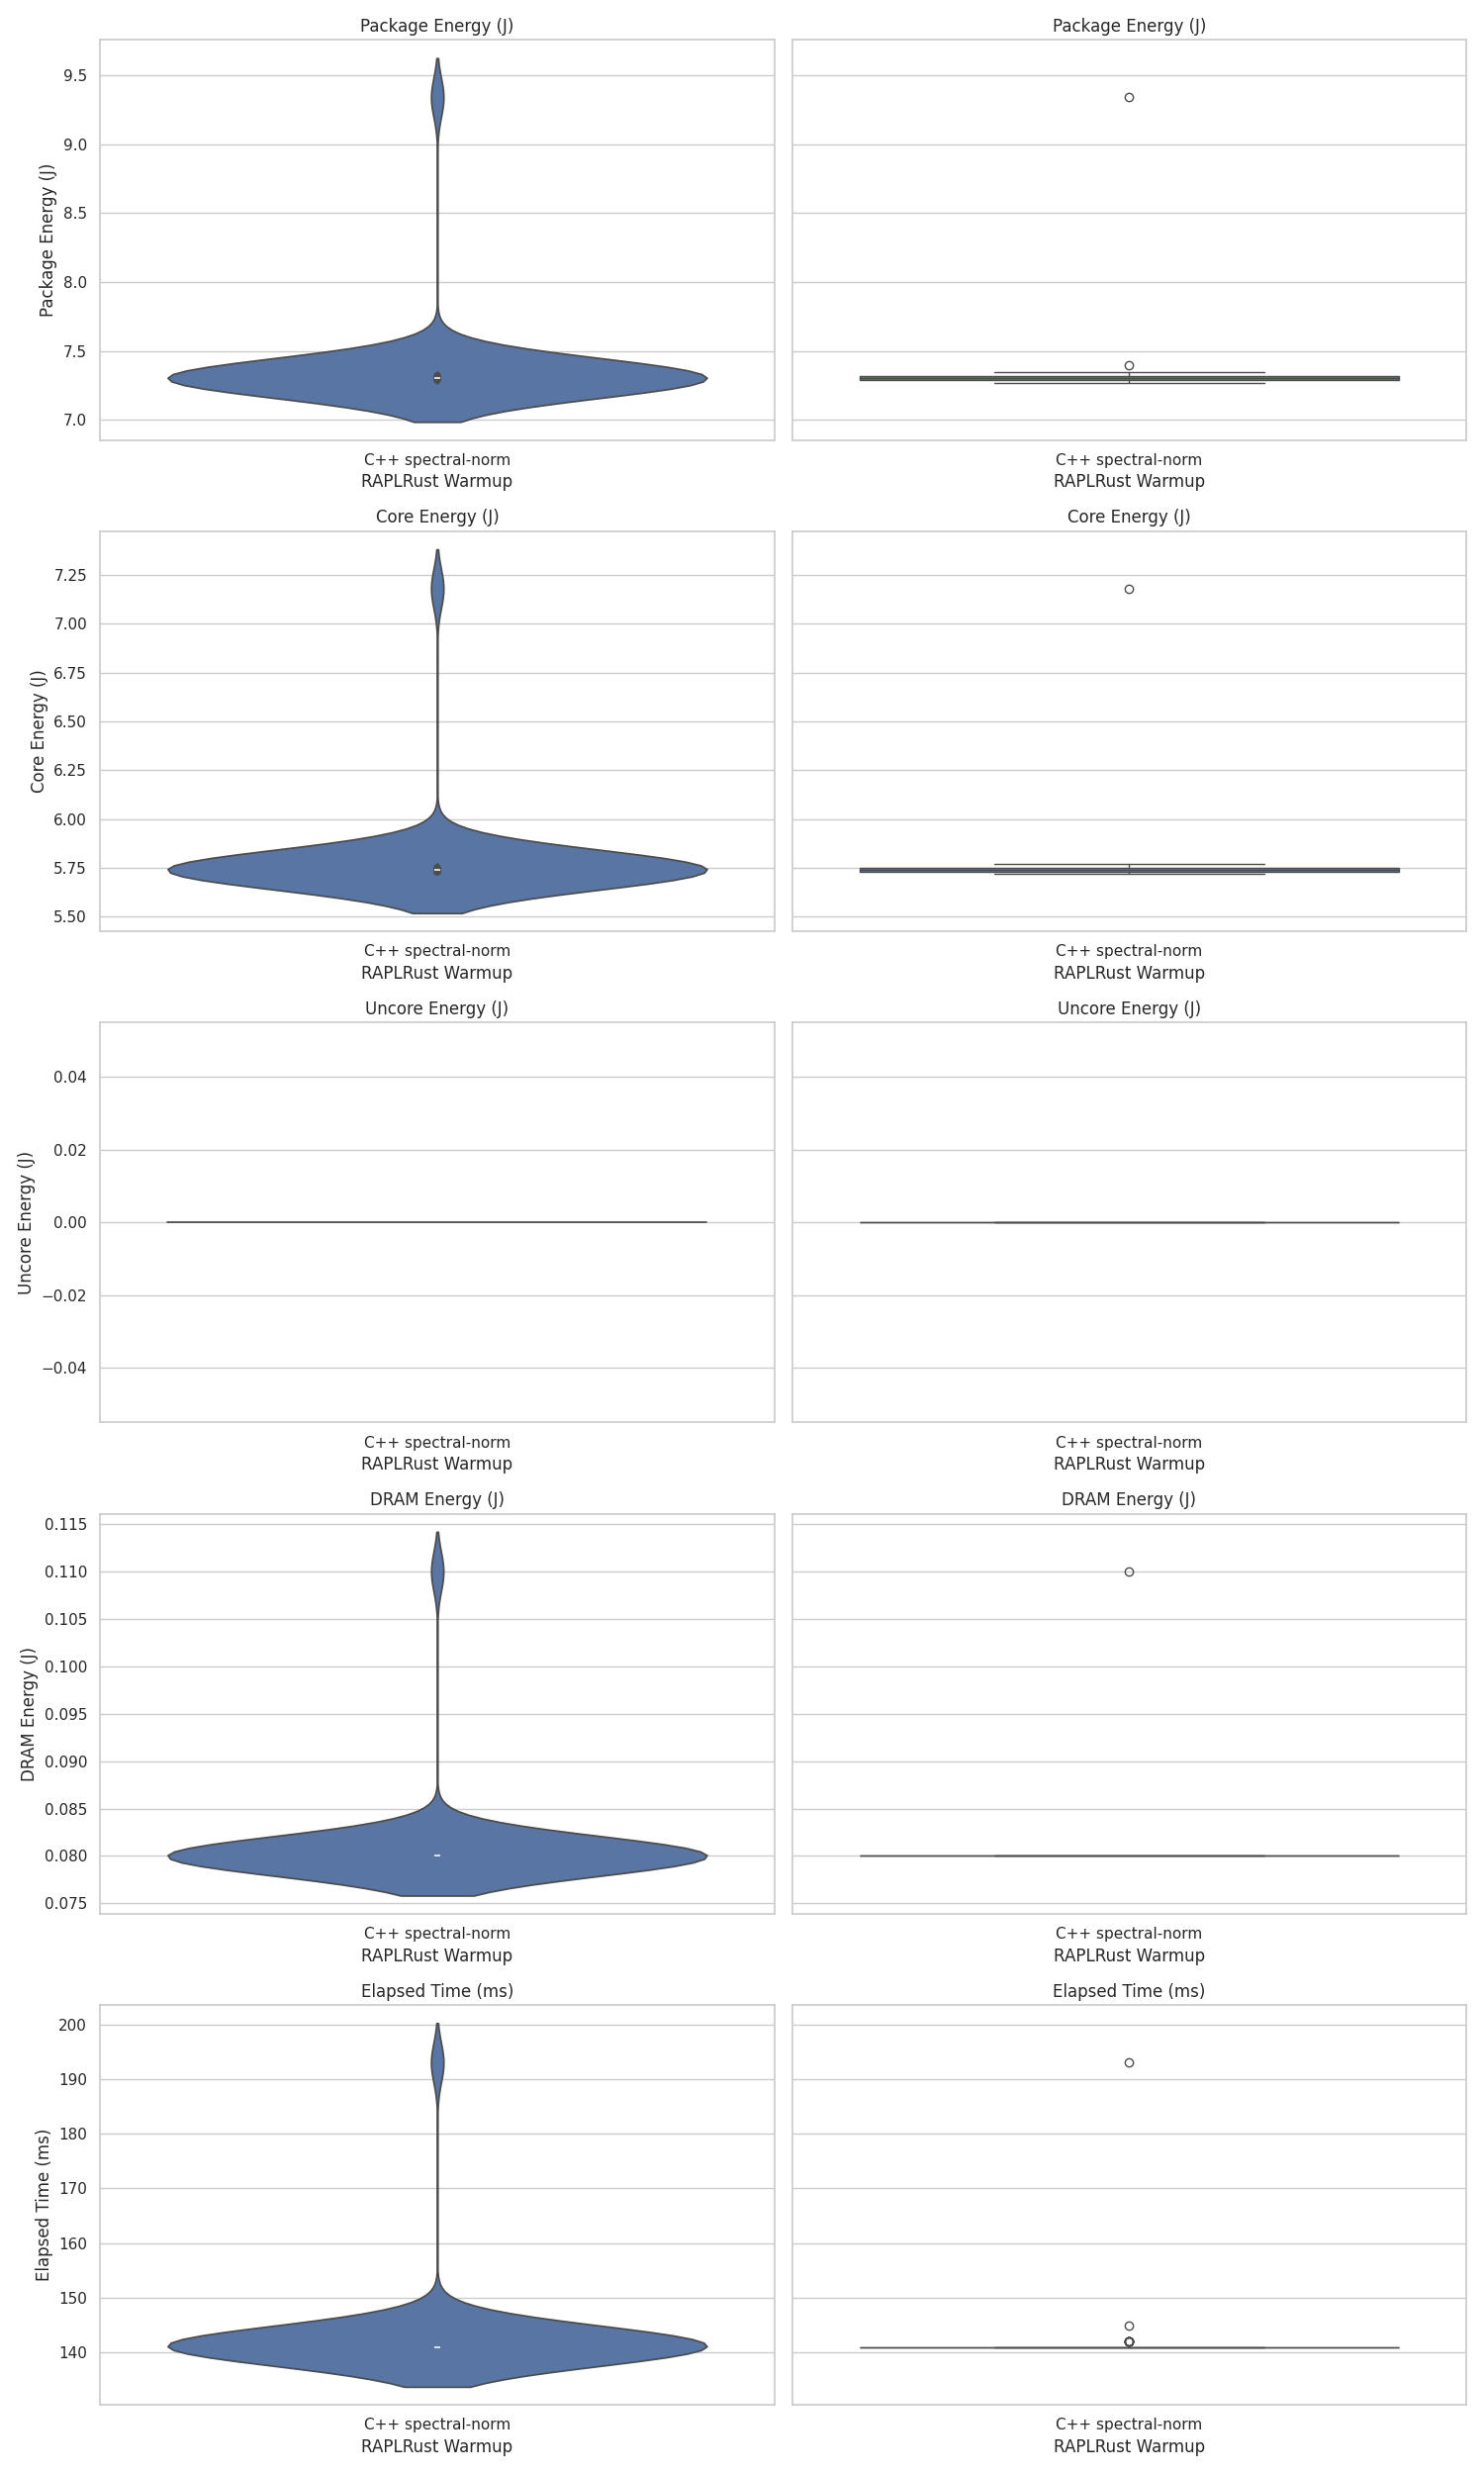 Package Energy (J)
Package Energy (J)
Package Energy (J)
9.5
9.0
8.5
8.0
7.5
7.0
C++ spectral-norm
RAPLRust Warmup
C++ spectral-norm
RAPLRust Warmup
Core Energy (J)
Core Energy (J)
Core Energy (J)
7.25
7.00
6.75
6.50
6.25
6.00
5.75
5.50
C++ spectral-norm
RAPLRust Warmup
C++ spectral-norm
RAPLRust Warmup
Uncore Energy (J)
Uncore Energy (J)
Uncore Energy (J)
0.04
0.02
0.00
−0.02
−0.04
C++ spectral-norm
RAPLRust Warmup
C++ spectral-norm
RAPLRust Warmup
DRAM Energy (J)
DRAM Energy (J)
DRAM Energy (J)
0.115
0.110
0.105
0.100
0.095
0.090
0.085
0.080
0.075
C++ spectral-norm
RAPLRust Warmup
C++ spectral-norm
RAPLRust Warmup
Elapsed Time (ms)
Elapsed Time (ms)
Elapsed Time (ms)
200
190
180
170
160
150
140
C++ spectral-norm
RAPLRust Warmup
C++ spectral-norm
RAPLRust Warmup